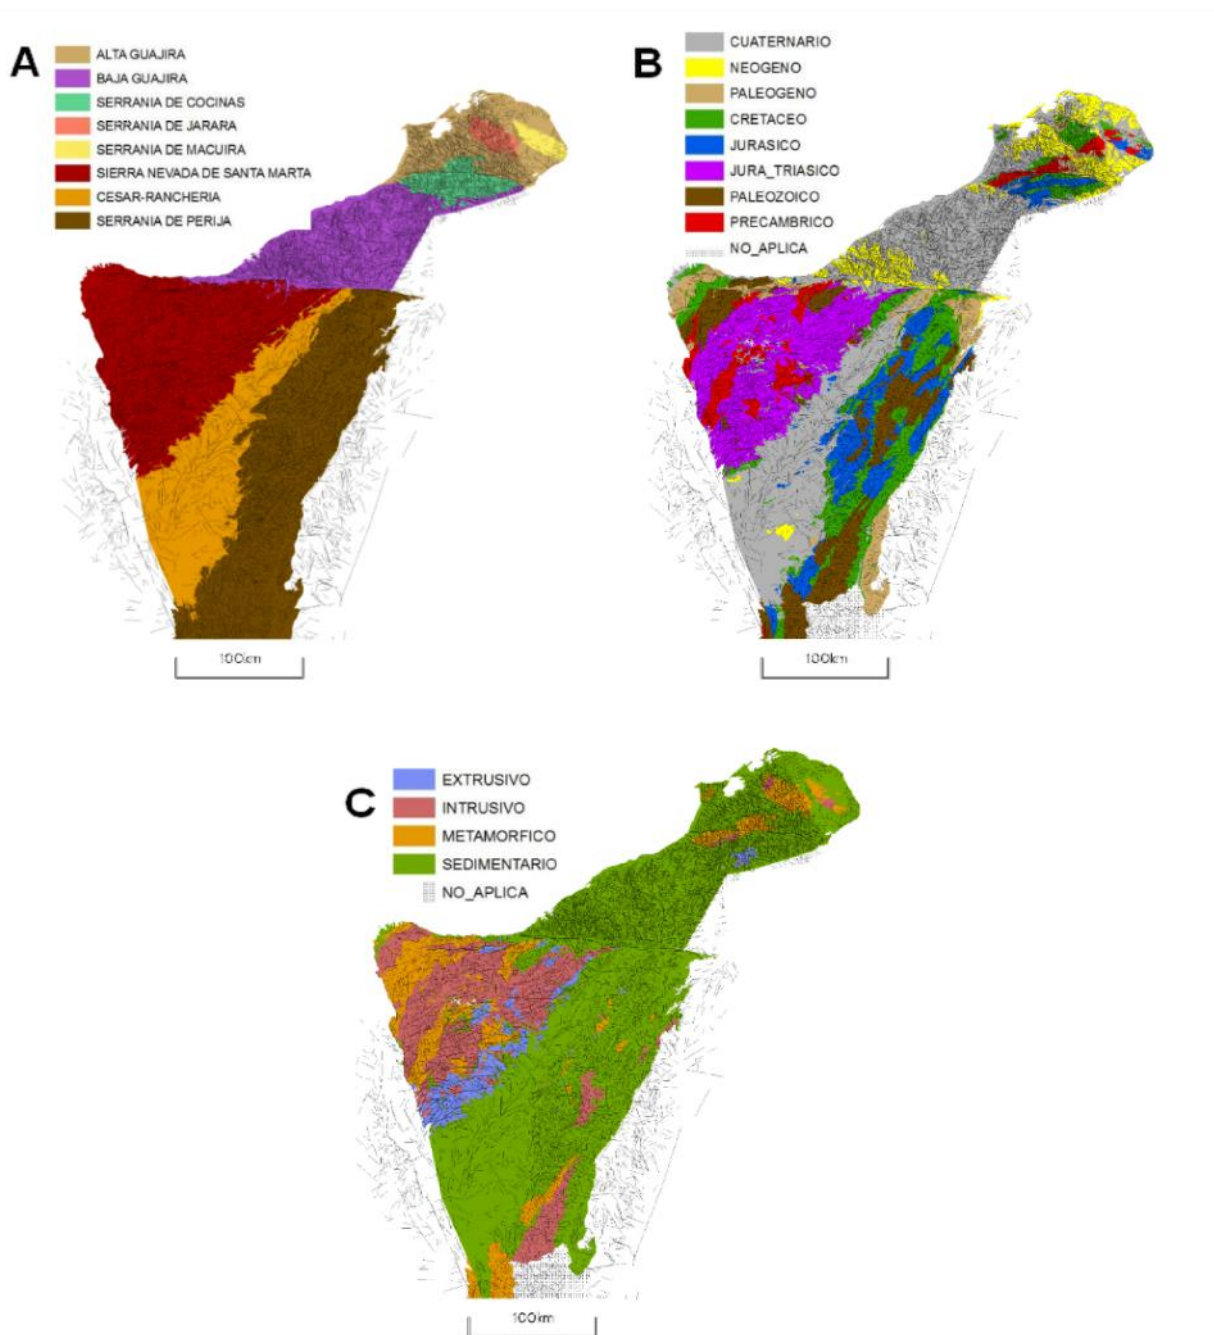 A
ALTA GUAJIRA
BAJA GUAJIRA
SERRANIA DE COCINAS
SERRANIA DE JARARA
SERRANIA DE MACUIRA
SIERRA NEVADA DE SANTA MARTA
CESAR-RANCHERIA
SERRANIA DE PERIJA
100km
B
CUATERNARIO
NEOGENO
PALEOGENO
CRETACEO
JURASICO
JURA_TRIASICO
PALEOZOICO
PRECAMBRICO
NO_APLICA
100km
C
EXTRUSIVO
INTRUSIVO
METAMORFICO
SEDIMENTARIO
NO_APLICA
100km